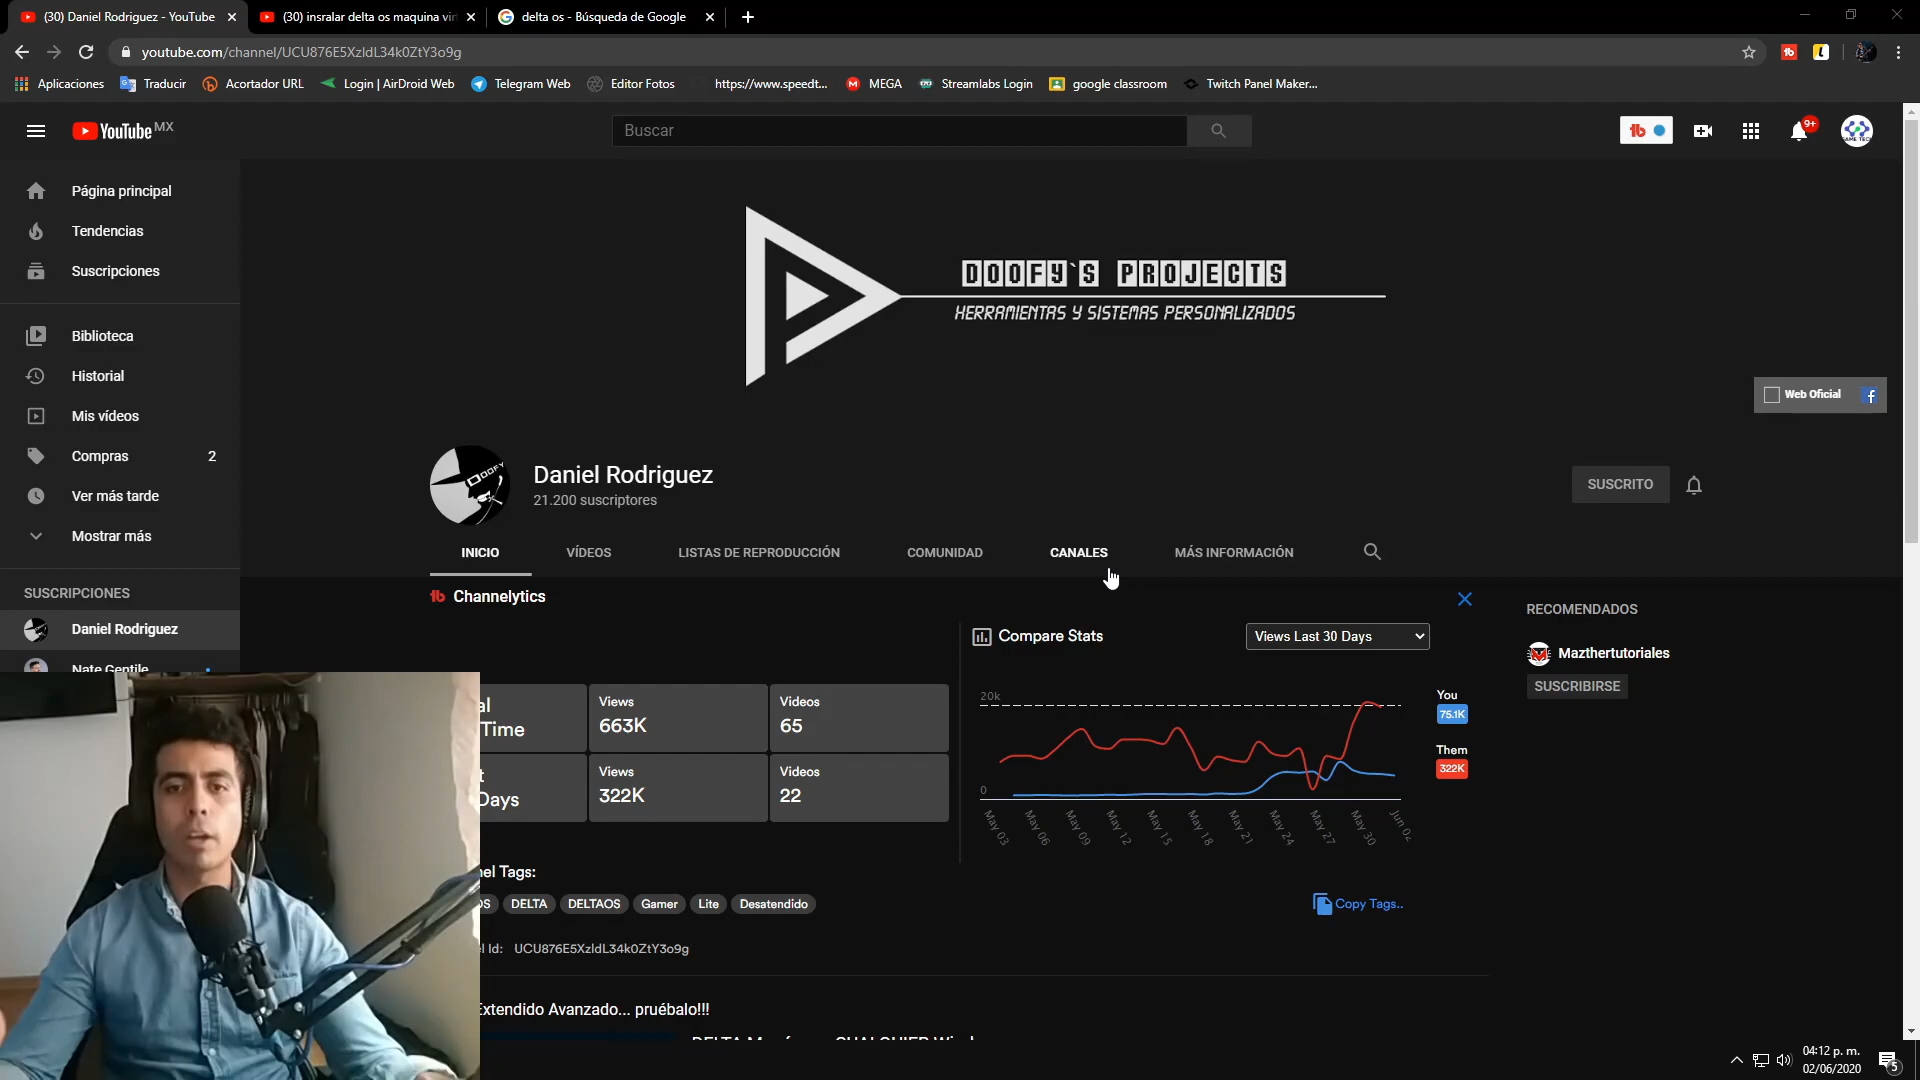 (30) Daniel Rodriguez - YouTube
(30) insralar delta os maquina vir
delta os - Búsqueda de Google
youtube.com/channel/UCU876E5XzldL34k0ZtY3o9g
Aplicaciones
Traducir
Acortador URL
Login | AirDroid Web
Telegram Web
Editor Fotos
https://www.speedt...
MEGA
Streamlabs Login
google classroom
Twitch Panel Maker...
YouTube MX
Buscar
9+
Página principal
Tendencias
Suscripciones
Biblioteca
Historial
Mis vídeos
Compras 2
Ver más tarde
Mostrar más
SUSCRIPCIONES
Daniel Rodriguez
Nate Gentile
DOOFY`S PROJECTS
HERRAMIENTAS Y SISTEMAS PERSONALIZADOS
Web Oficial
DOOFY
Daniel Rodriguez
21.200 suscriptores
SUSCRITO
INICIO
VÍDEOS
LISTAS DE REPRODUCCIÓN
COMUNIDAD
CANALES
MÁS INFORMACIÓN
Channelytics
al
Time
Views
663K
Videos
65
t
Days
Views
322K
Videos
22
Compare Stats
Views Last 30 Days
20k
0
May 03
May 06
May 09
May 12
May 15
May 18
May 21
May 24
May 27
May 30
Jun 02
You
75.1K
Them
322K
nel Tags:
OS
DELTA
DELTAOS
Gamer
Lite
Desatendido
Copy Tags..
el Id: UCU876E5XzldL34k0ZtY3o9g
Extendido Avanzado... pruébalo!!!
RECOMENDADOS
Mazthertutoriales
SUSCRIBIRSE
04:12 p. m.
02/06/2020
5